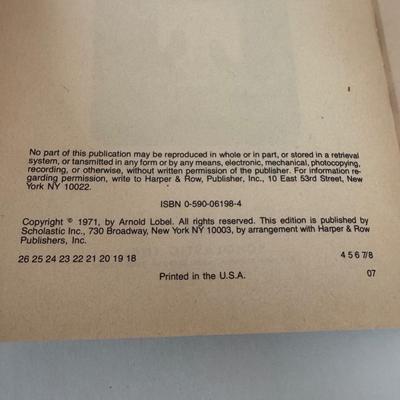 No part of this publication may be reproduced in whole or in part, or stored in a retrieval
system, or tansmitted in any form or by any means, electronic, mechanical, photocopying,
recording, or otherwise, without written permission of the publisher. For information re-
garding permission, write to Harper & Row, Publisher, Inc., 10 East 53rd Street, New
York NY 10022.
ISBN 0-590-06198-4
Copyright © 1971, by Arnold Lobel. All rights reserved. This edition is published by
Scholastic Inc., 730 Broadway, New York NY 10003, by arrangement with Harper & Row
Publishers, Inc.
26 25 24 23 22 21 20 19 18 4 5 6 7/8
Printed in the U.S.A. 07